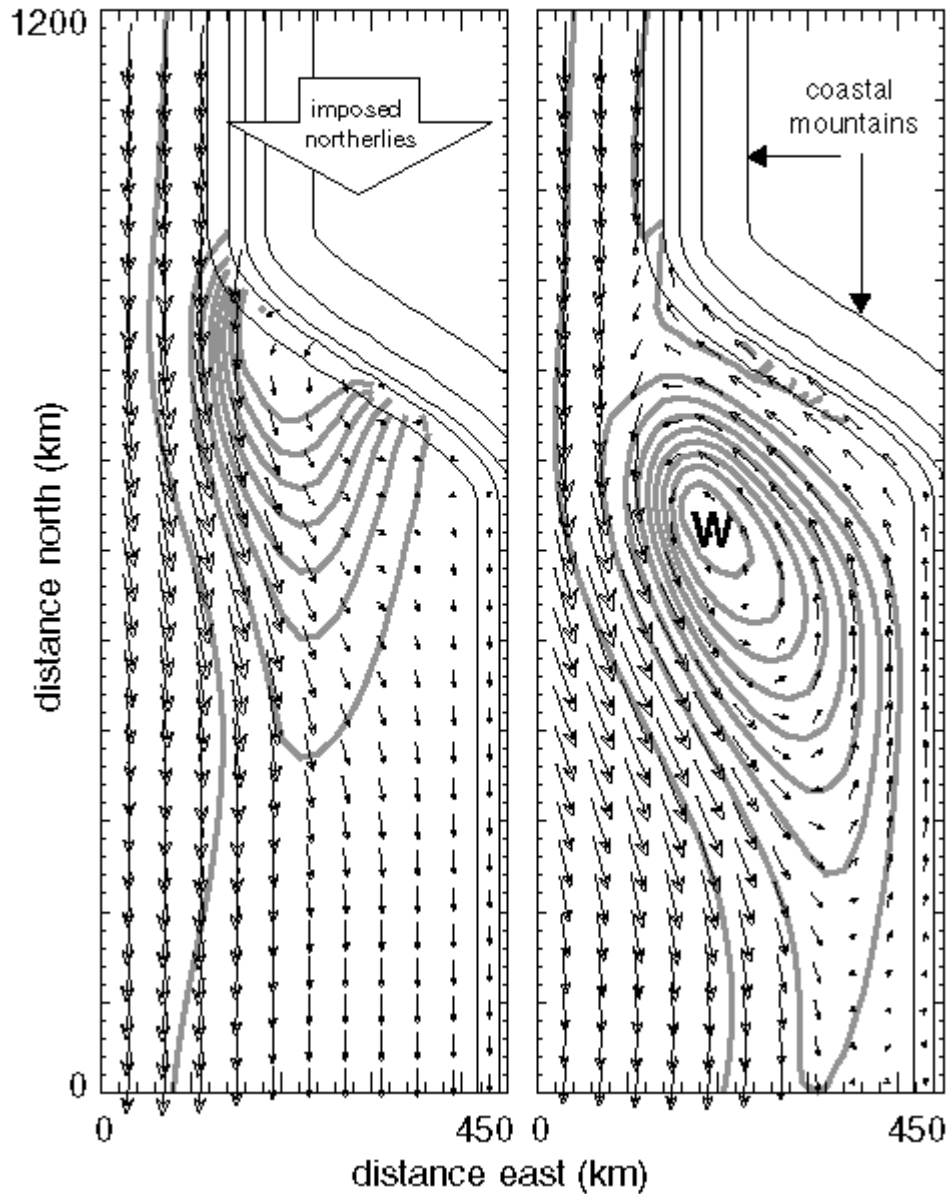 1200
imposed
northerlies
coastal
mountains
W
distance north (km)
0
0
450
0
450
distance east (km)